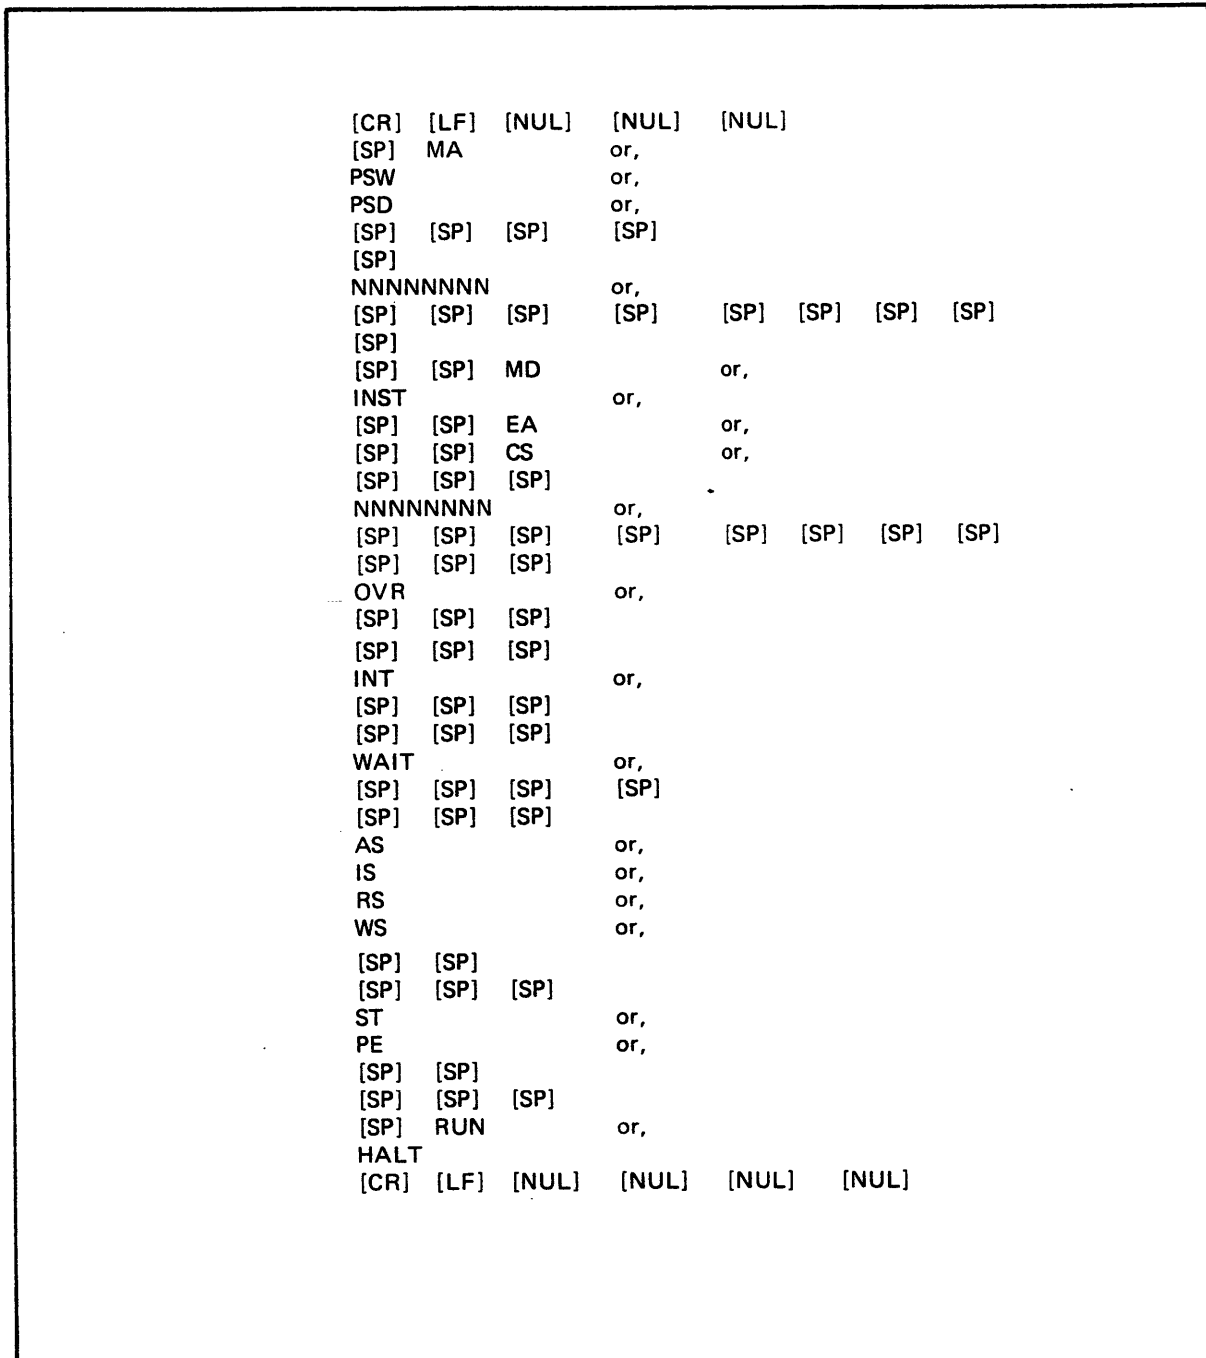 [CR] [LF] [NUL] [NUL] [NUL]
[SP] MA or,
PSW or,
PSD or,
[SP] [SP] [SP] [SP]
[SP]
NNNNNNNN or,
[SP] [SP] [SP] [SP] [SP] [SP] [SP] [SP]
[SP]
[SP] [SP] MD or,
INST or,
[SP] [SP] EA or,
[SP] [SP] CS or,
[SP] [SP] [SP]
NNNNNNNN or,
[SP] [SP] [SP] [SP] [SP] [SP] [SP] [SP]
[SP] [SP] [SP]
OVR or,
[SP] [SP] [SP]
[SP] [SP] [SP]
INT or,
[SP] [SP] [SP]
[SP] [SP] [SP]
WAIT or,
[SP] [SP] [SP] [SP]
[SP] [SP] [SP]
AS or,
IS or,
RS or,
WS or,
[SP] [SP]
[SP] [SP] [SP]
ST or,
PE or,
[SP] [SP]
[SP] [SP] [SP]
[SP] RUN or,
HALT
[CR] [LF] [NUL] [NUL] [NUL] [NUL]